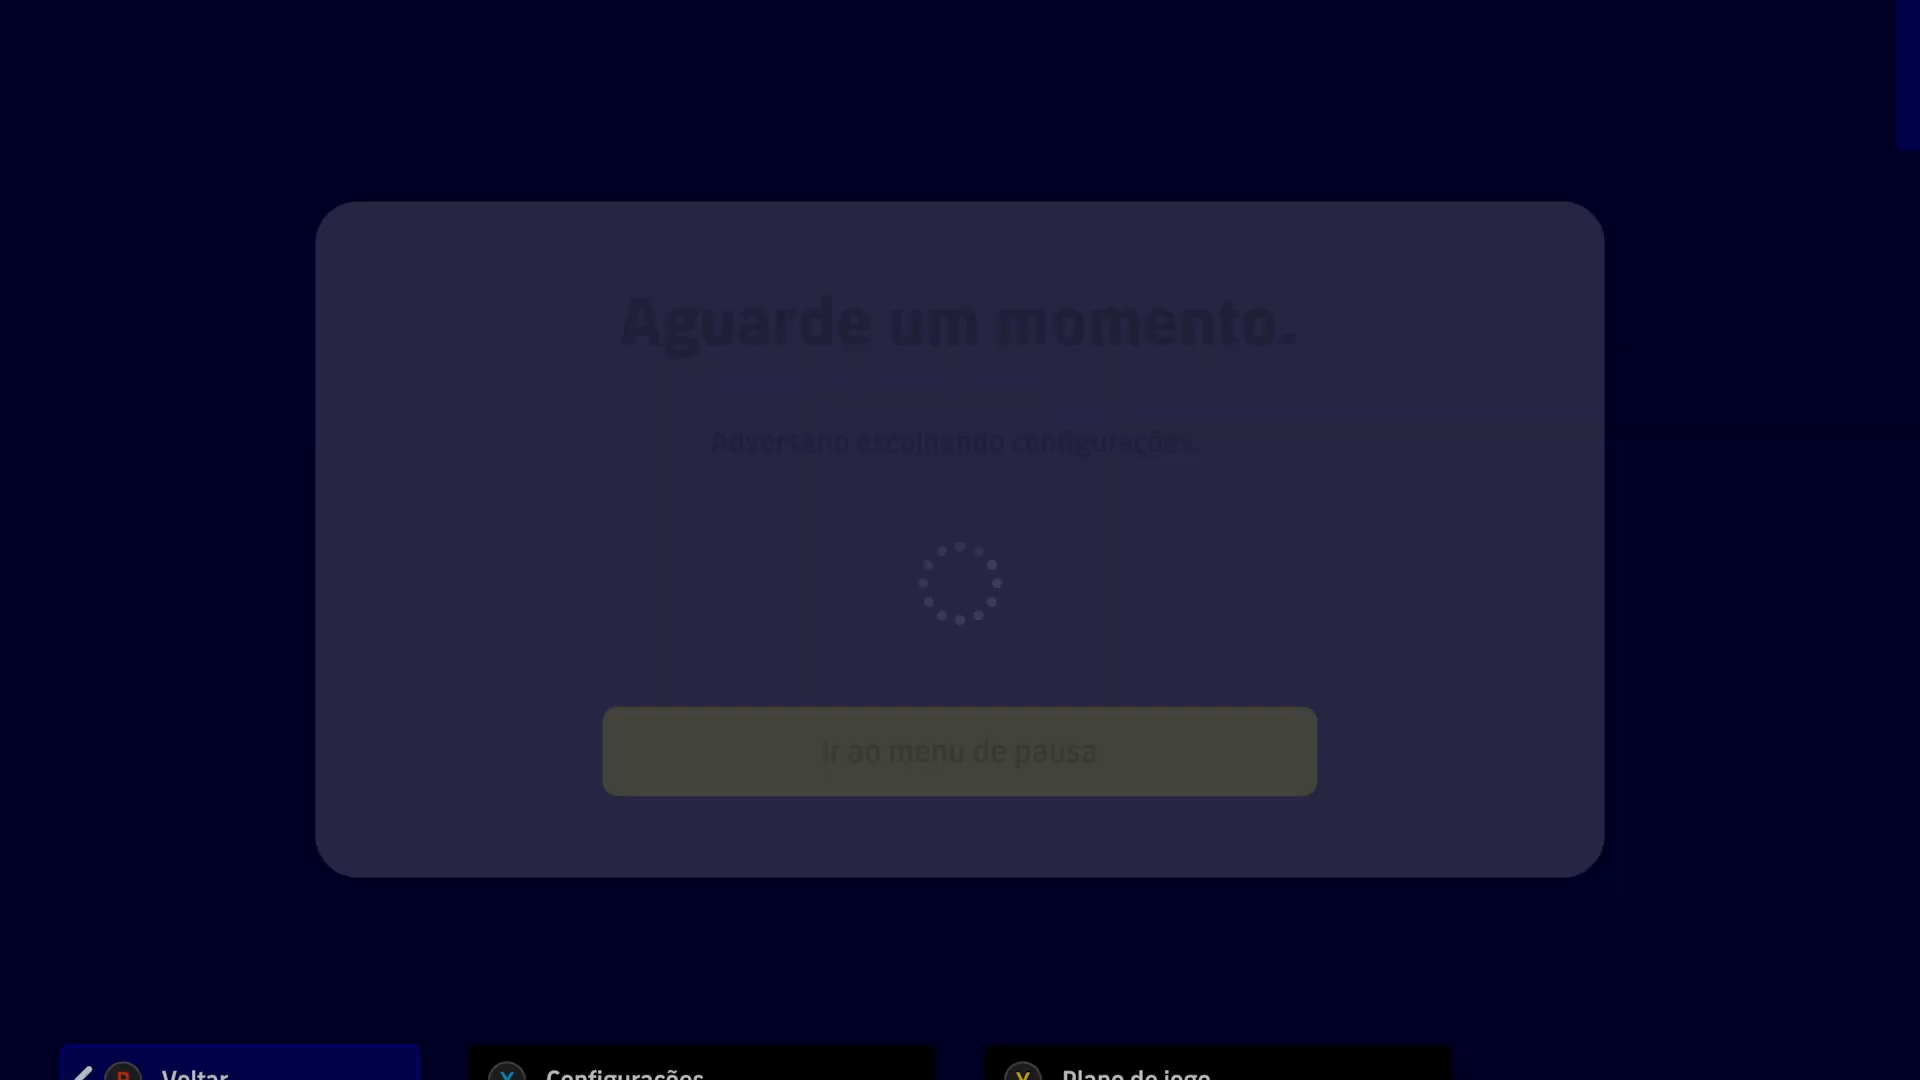 Aguarde um momento.
Adversário escolhendo configurações.
Ir ao menu de pausa
B Voltar
X Configurações
Y Plano de jogo